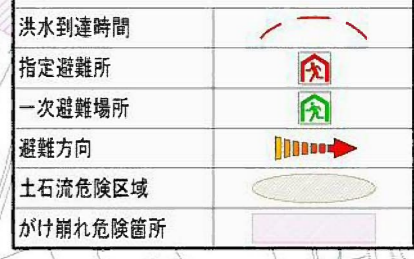 洪水到達時間
指定避難所
一次避難場所
避難方向
土石流危険区域
がけ崩れ危険箇所